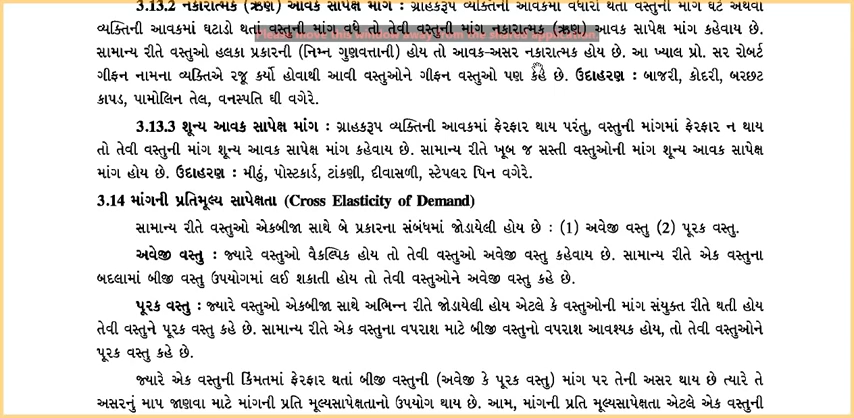 3.13.2 નકારાત્મક (ઋણ) આવક સાપેક્ષ માંગ : ગ્રાહકરૂપ વ્યક્તિની આવકમાં વધારો થતા વસ્તુની માંગ ઘટે અથવા
વ્યક્તિની આવકમાં ઘટાડો થતાં વસ્તુની માંગ વધે તો તેવી વસ્તુની માંગ નકારાત્મક (ઋણ) આવક સાપેક્ષ માંગ કહેવાય છે.
Please move this window away from the shared application
સામાન્ય રીતે વસ્તુઓ હલકા પ્રકારની (નિમ્ન ગુણવત્તાની) હોય તો આવક-અસર નકારાત્મક હોય છે. આ ખ્યાલ પ્રો. સર રોબર્ટ
ગીફન નામના વ્યક્તિએ રજૂ કર્યો હોવાથી આવી વસ્તુઓને ગીફન વસ્તુઓ પણ કહે છે. ઉદાહરણ : બાજરી, કોદરી, બરછટ
કાપડ, પામોલિન તેલ, વનસ્પતિ ઘી વગેરે.
3.13.3 શૂન્ય આવક સાપેક્ષ માંગ : ગ્રાહકરૂપ વ્યક્તિની આવકમાં ફેરફાર થાય પરંતુ, વસ્તુની માંગમાં ફેરફાર ન થાય
તો તેવી વસ્તુની માંગ શૂન્ય આવક સાપેક્ષ માંગ કહેવાય છે. સામાન્ય રીતે ખૂબ જ સસ્તી વસ્તુઓની માંગ શૂન્ય આવક સાપેક્ષ
માંગ હોય છે. ઉદાહરણ : મીઠું, પોસ્ટકાર્ડ, ટાંકણી, દીવાસળી, સ્ટેપલર પિન વગેરે.
3.14 માંગની પ્રતિમૂલ્ય સાપેક્ષતા (Cross Elasticity of Demand)
સામાન્ય રીતે વસ્તુઓ એકબીજા સાથે બે પ્રકારના સંબંધમાં જોડાયેલી હોય છે : (1) અવેજી વસ્તુ (2) પૂરક વસ્તુ.
અવેજી વસ્તુ : જ્યારે વસ્તુઓ વૈકલ્પિક હોય તો તેવી વસ્તુઓ અવેજી વસ્તુ કહેવાય છે. સામાન્ય રીતે એક વસ્તુના
બદલામાં બીજી વસ્તુ ઉપયોગમાં લઈ શકાતી હોય તો તેવી વસ્તુઓને અવેજી વસ્તુ કહે છે.
પૂરક વસ્તુ : જ્યારે વસ્તુઓ એકબીજા સાથે અભિન્ન રીતે જોડાયેલી હોય એટલે કે વસ્તુઓની માંગ સંયુક્ત રીતે થતી હોય
તેવી વસ્તુને પૂરક વસ્તુ કહે છે. સામાન્ય રીતે એક વસ્તુના વપરાશ માટે બીજી વસ્તુનો વપરાશ આવશ્યક હોય, તો તેવી વસ્તુઓને
પૂરક વસ્તુ કહે છે.
જ્યારે એક વસ્તુની કિંમતમાં ફેરફાર થતાં બીજી વસ્તુની (અવેજી કે પૂરક વસ્તુ) માંગ પર તેની અસર થાય છે ત્યારે તે
અસરનું માપ જાણવા માટે માંગની પ્રતિ મૂલ્યસાપેક્ષતાનો ઉપયોગ થાય છે. આમ, માંગની પ્રતિ મૂલ્યસાપેક્ષતા એટલે એક વસ્તુની